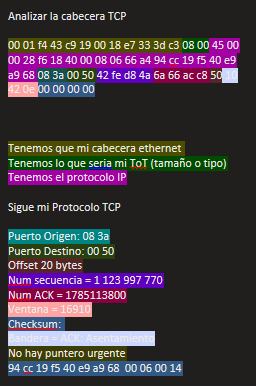 Analizar la cabecera TCP
00 01 f4 43 c9 19 00 18 e7 33 3d c3 08 00 45 00
00 28 f6 18 40 00 08 06 66 a4 94 cc 19 f5 40 e9
a9 68 08 3a 00 50 42 fe d8 4a 6a 66 ac c8 50 10
42 0e 00 00 00 00
Tenemos que mi cabecera ethernet
Tenemos lo que seria mi ToT (tamaño o tipo)
Tenemos el protocolo IP
Sigue mi Protocolo TCP
Puerto Origen: 08 3a
Puerto Destino: 00 50
Offset 20 bytes
Num secuencia = 1 123 997 770
Num ACK = 1785113800
Ventana = 16910
Checksum:
Bandera = ACK: Asentamiento
No hay puntero urgente
94 cc 19 f5 40 e9 a9 68 00 06 00 14